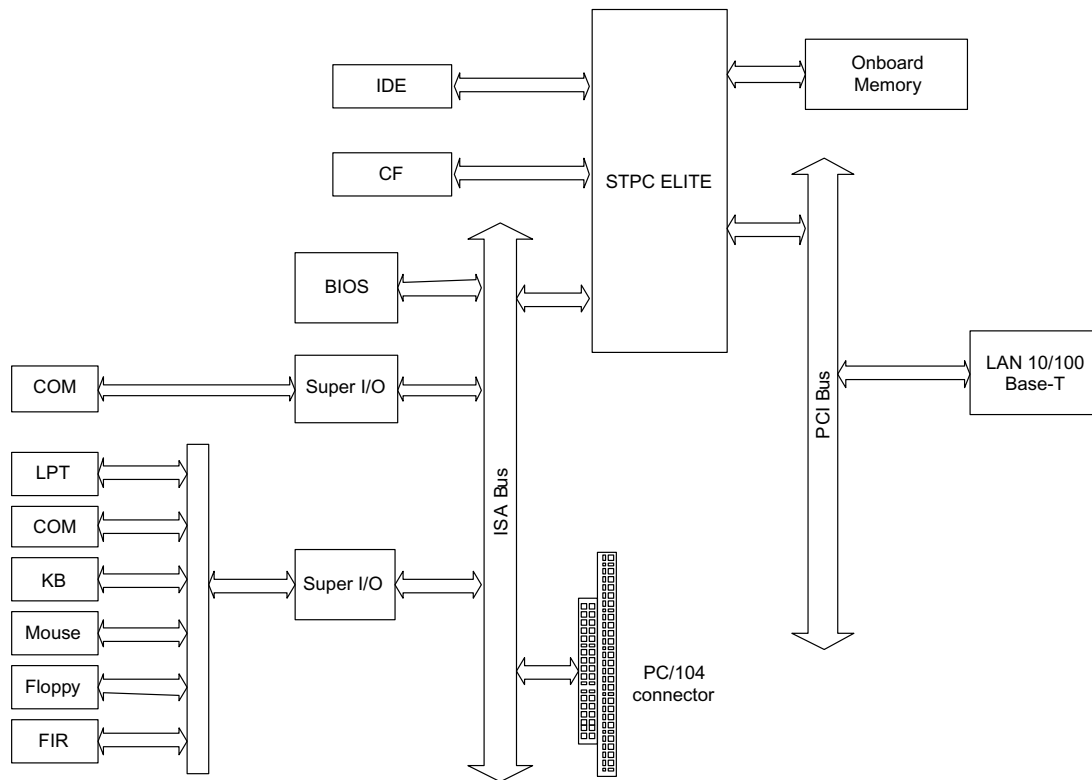 IDE
Onboard
Memory
CF
STPC ELITE
BIOS
COM
Super I/O
LAN 10/100
Base-T
PCI Bus
LPT
ISA Bus
COM
KB
Super I/O
Mouse
Floppy
PC/104
connector
FIR